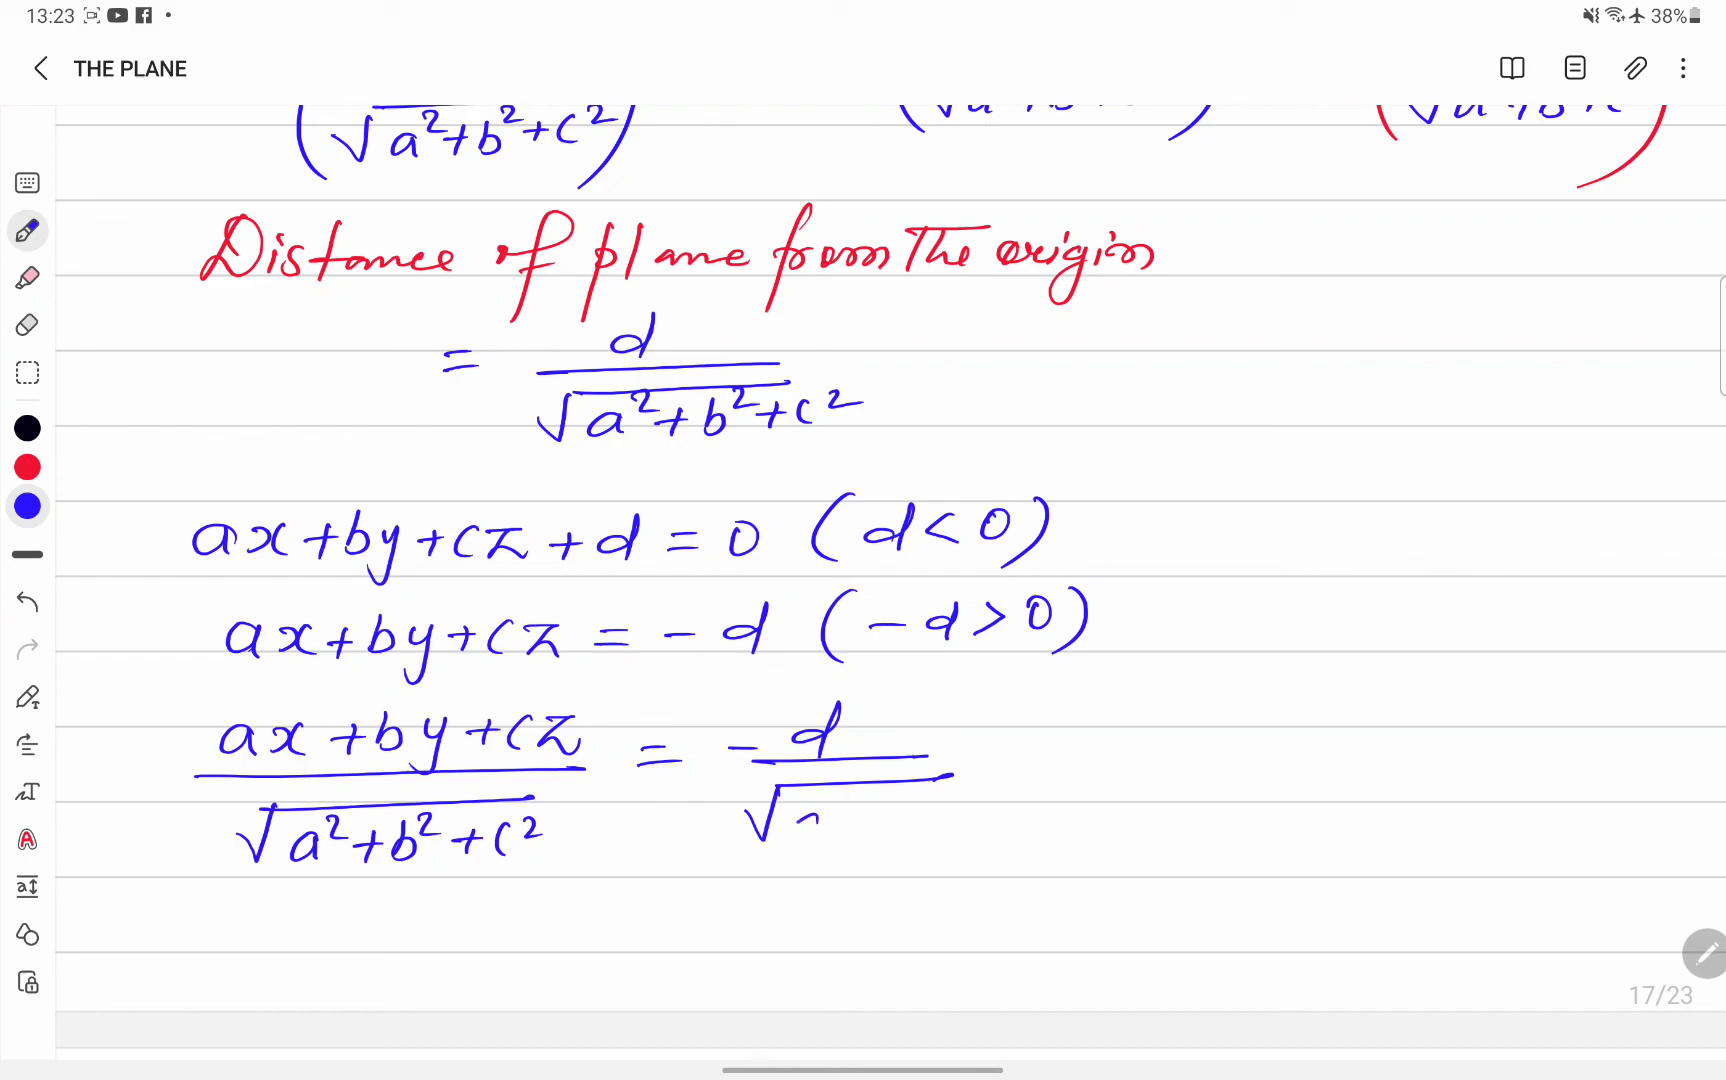 13:23 38%
THE PLANE
(√a²+b²+c²)
Distance of plane from The origin
= d / √a²+b²+c²
ax+by+cz+d=0 (d<0)
ax+by+cz = -d (-d>0)
ax+by+cz / √a²+b²+c² = -d / √
17/23